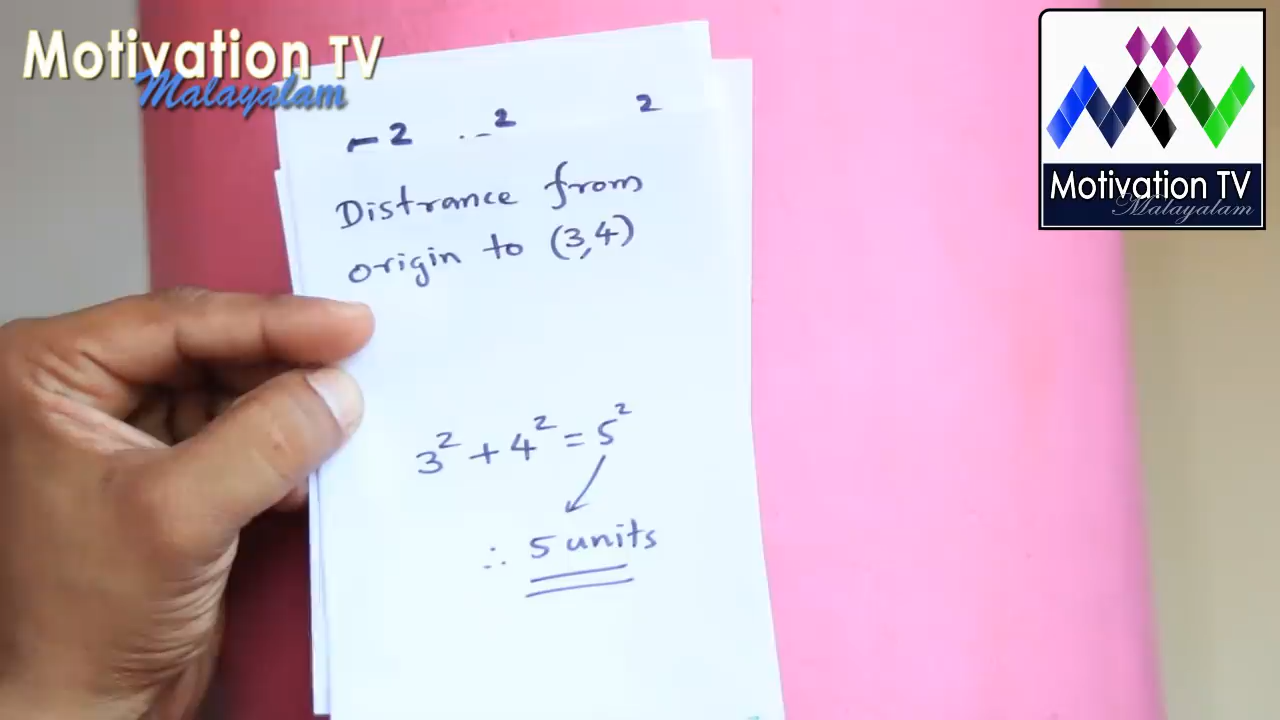 Motivation TV
Malayalam
2 2 2
Distrance from
origin to (3,4)
3² + 4² = 5²
∴ 5 units
Motivation TV
Malayalam